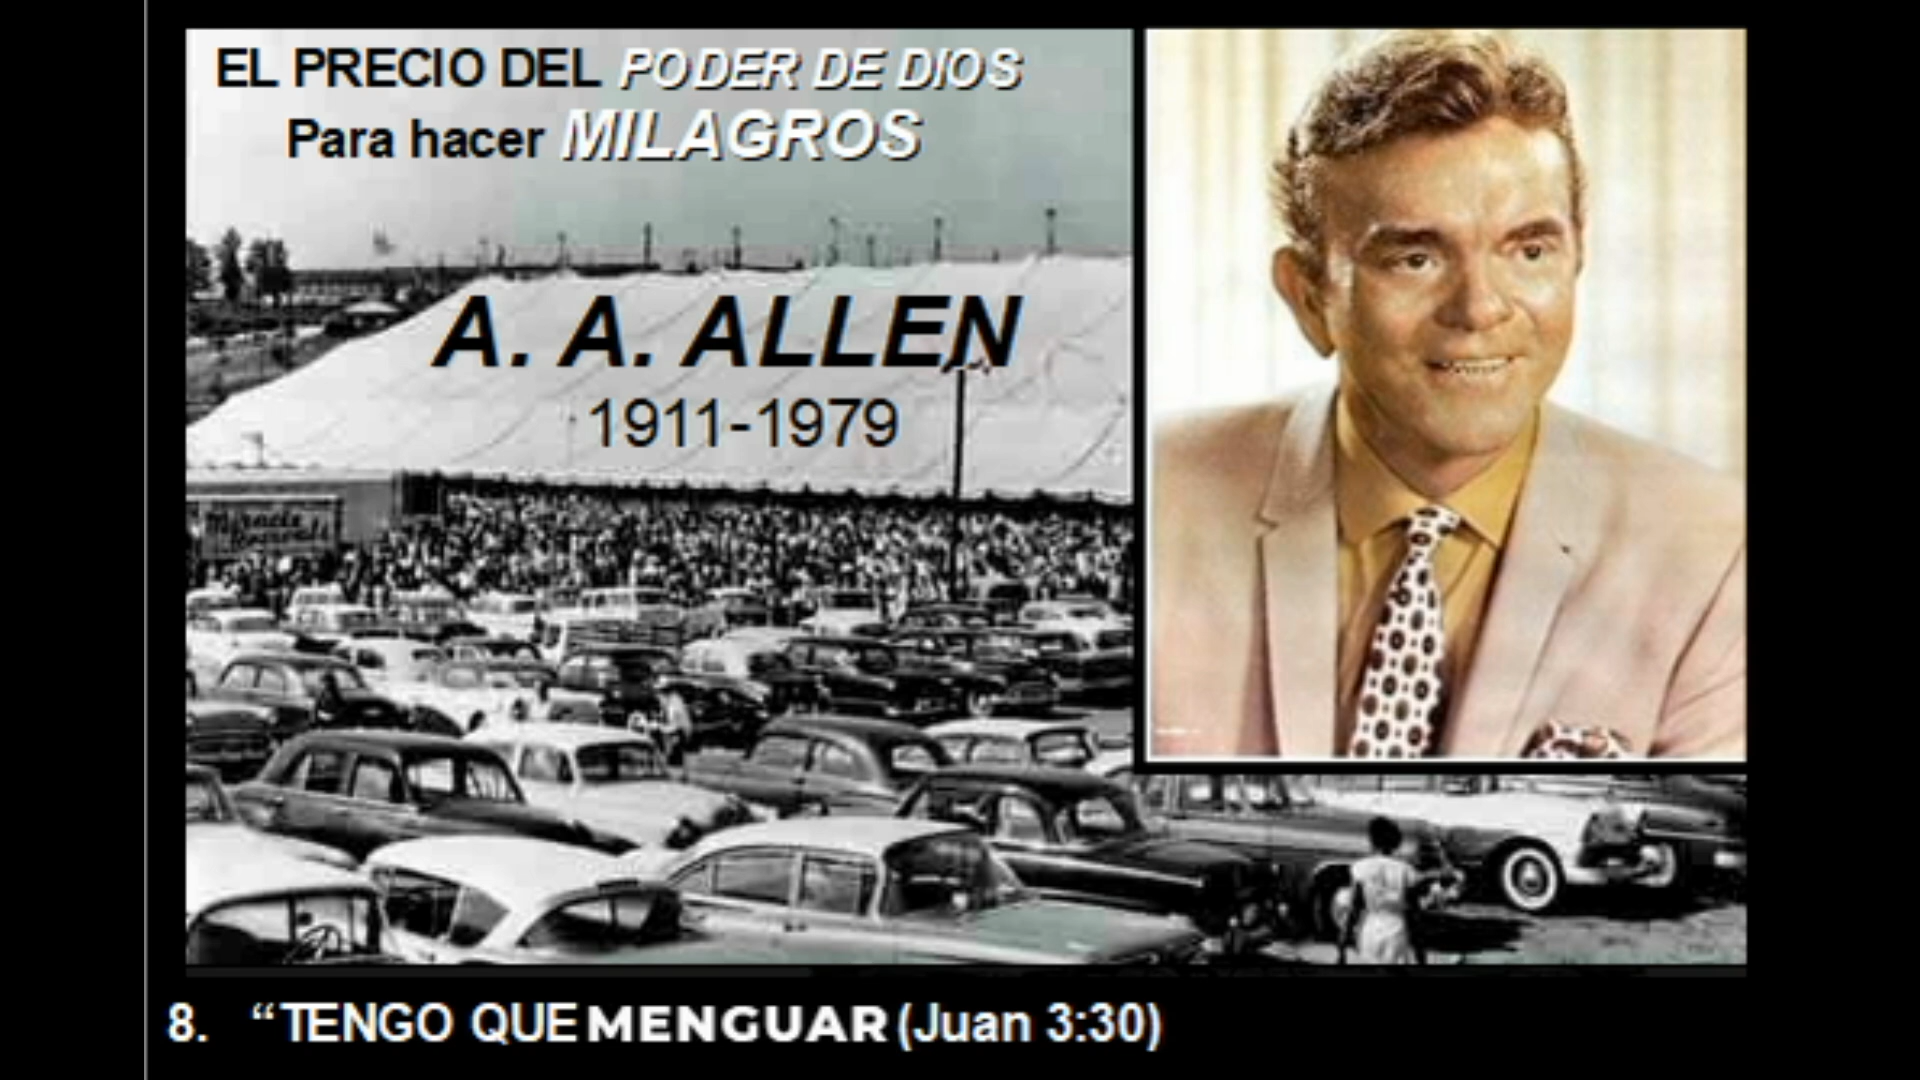 EL PRECIO DEL PODER DE DIOS
Para hacer MILAGROS
A. A. ALLEN
1911-1979
8. “TENGO QUE MENGUAR (Juan 3:30)